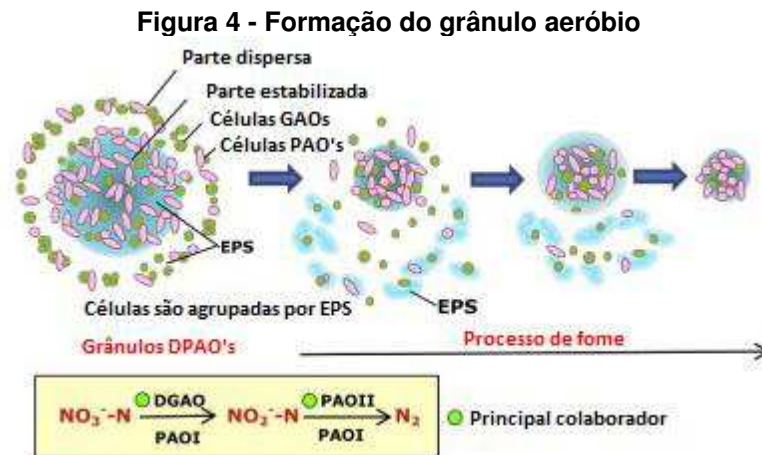 Figura 4 - Formação do grânulo aeróbio
Parte dispersa
Parte estabilizada
Células GAOs
Células PAO's
EPS
Células são agrupadas por EPS
EPS
Grânulos DPAO's
Processo de fome
NO₃⁻-N DGAO PAOI NO₂⁻-N PAOII PAOI N₂
Principal colaborador